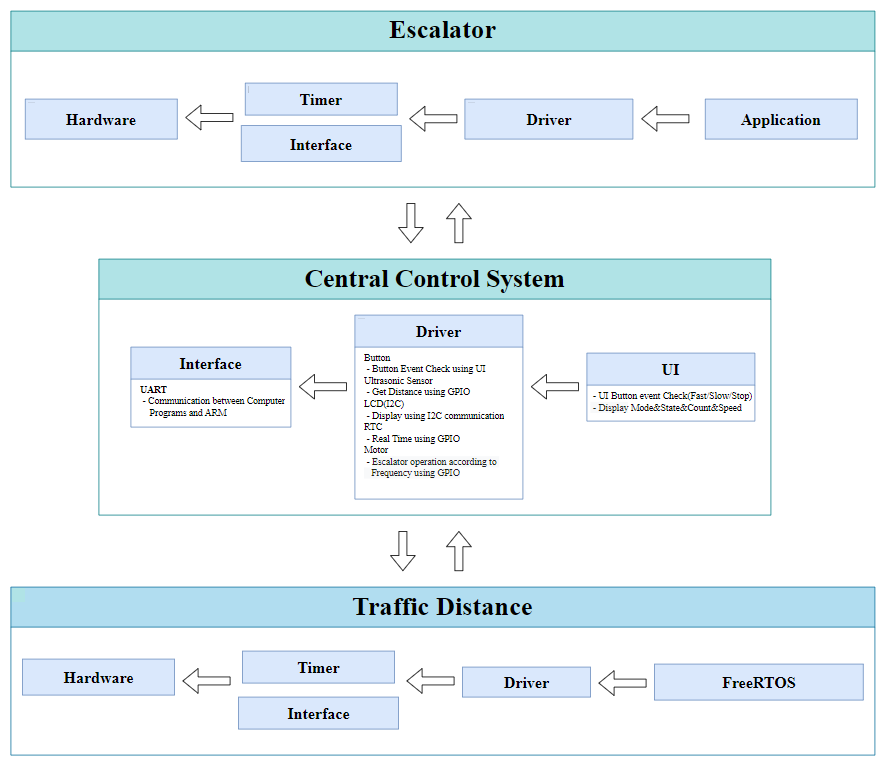 Escalator
Hardware
Timer
Interface
Driver
Application
Central Control System
Interface
UART
- Communication between Computer
Programs and ARM
Driver
Button
- Button Event Check using UI
Ultrasonic Sensor
- Get Distance using GPIO
LCD(I2C)
- Display using I2C communication
RTC
- Real Time using GPIO
Motor
- Escalator operation according to
Frequency using GPIO
UI
- UI Button event Check(Fast/Slow/Stop)
- Display Mode&State&Count&Speed
Traffic Distance
Hardware
Timer
Interface
Driver
FreeRTOS